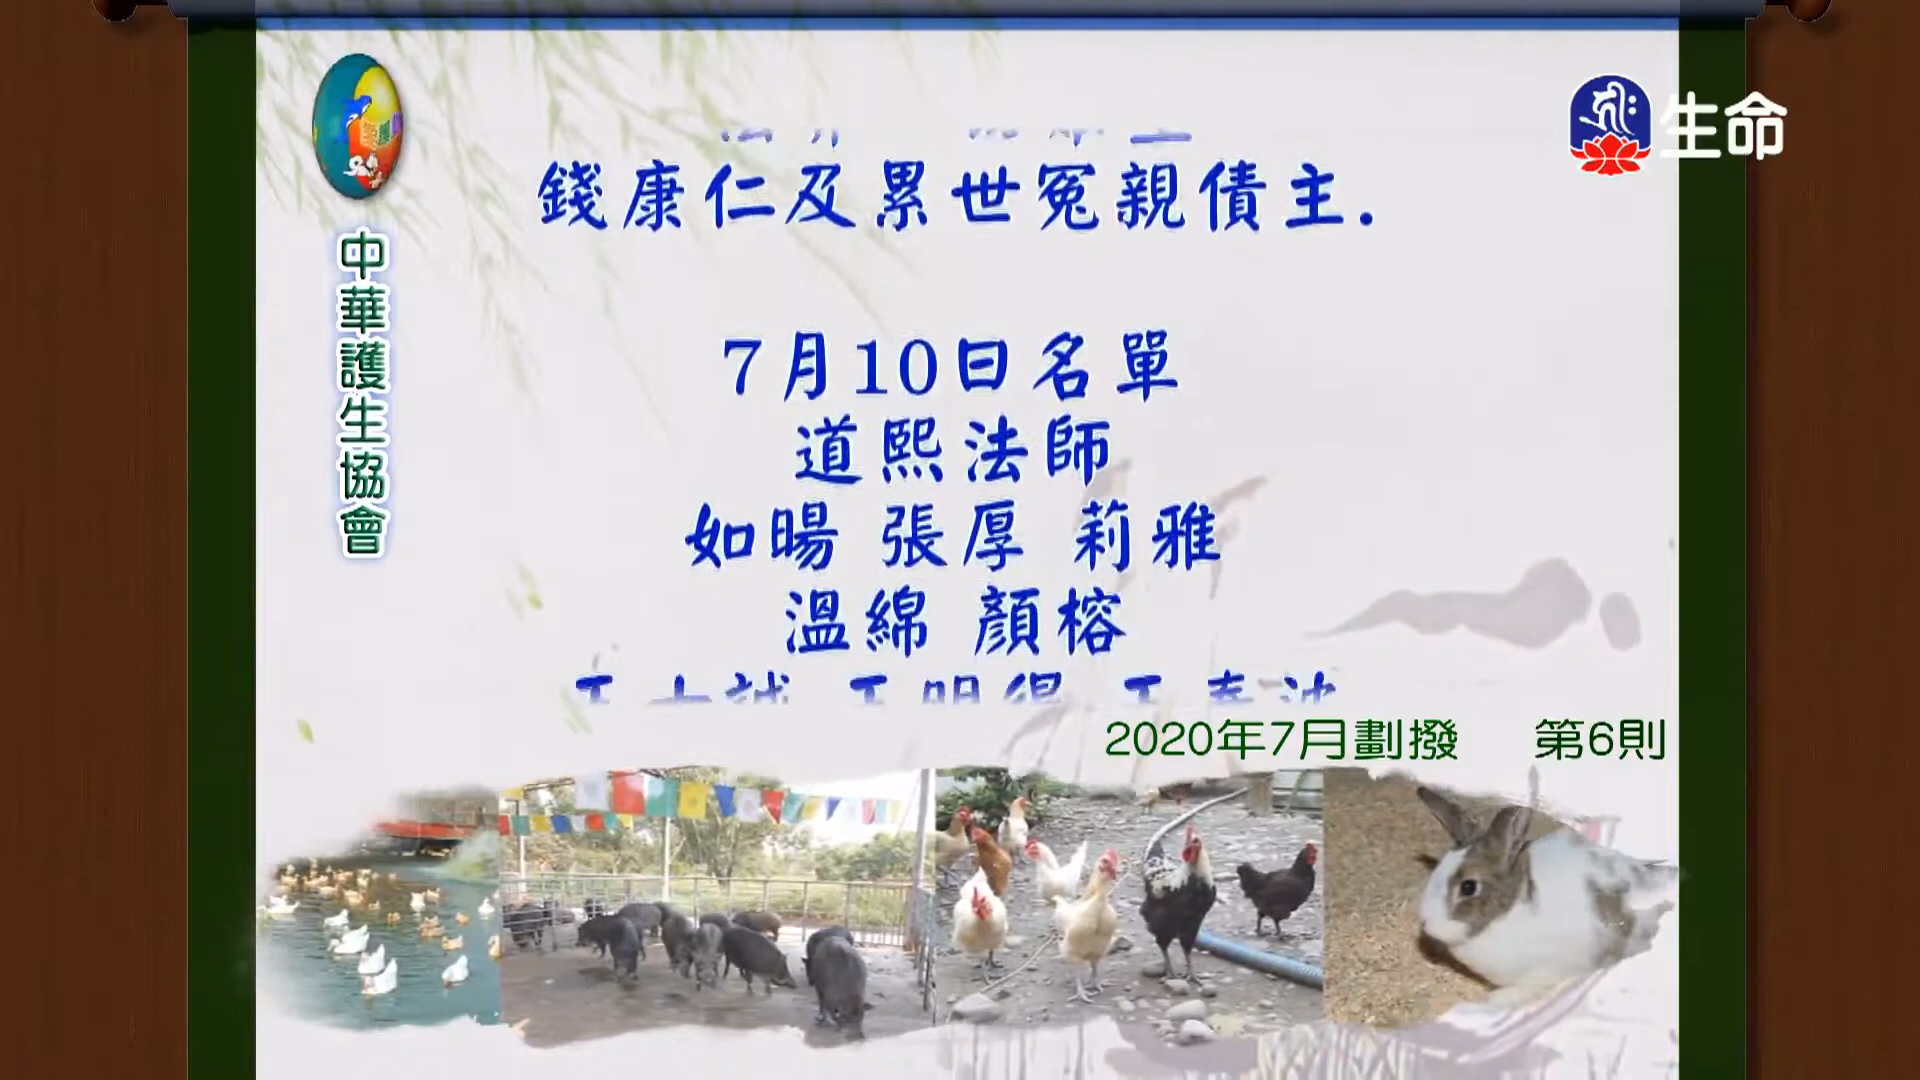 中華護生協會
生命
錢康仁及累世冤親債主.
7月10日名單
道熙法師
如暘 張厚 莉雅
溫綿 顏榕
2020年7月劃撥 第6則